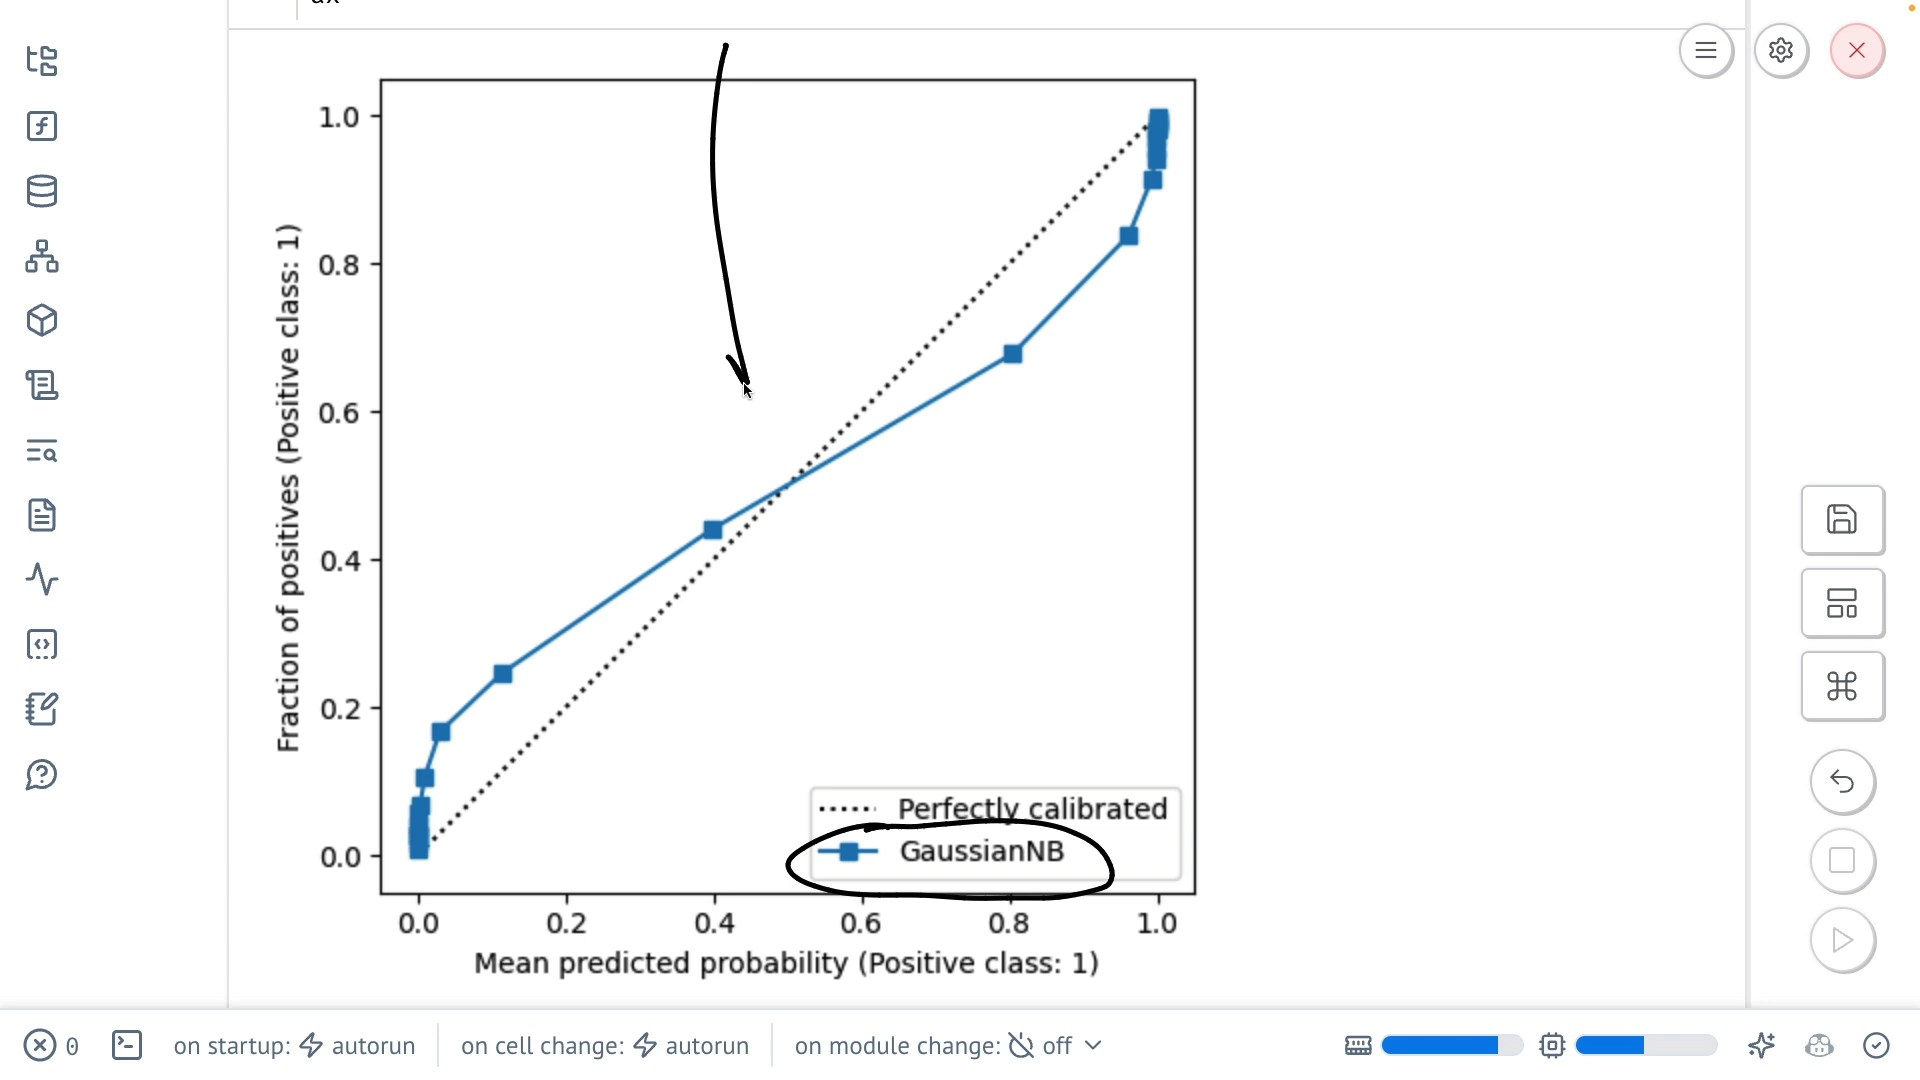 ax
1.0
0.8
0.6
0.4
0.2
0.0
Fraction of positives (Positive class: 1)
Perfectly calibrated
GaussianNB
0.0 0.2 0.4 0.6 0.8 1.0
Mean predicted probability (Positive class: 1)
0 on startup: autorun on cell change: autorun on module change: off